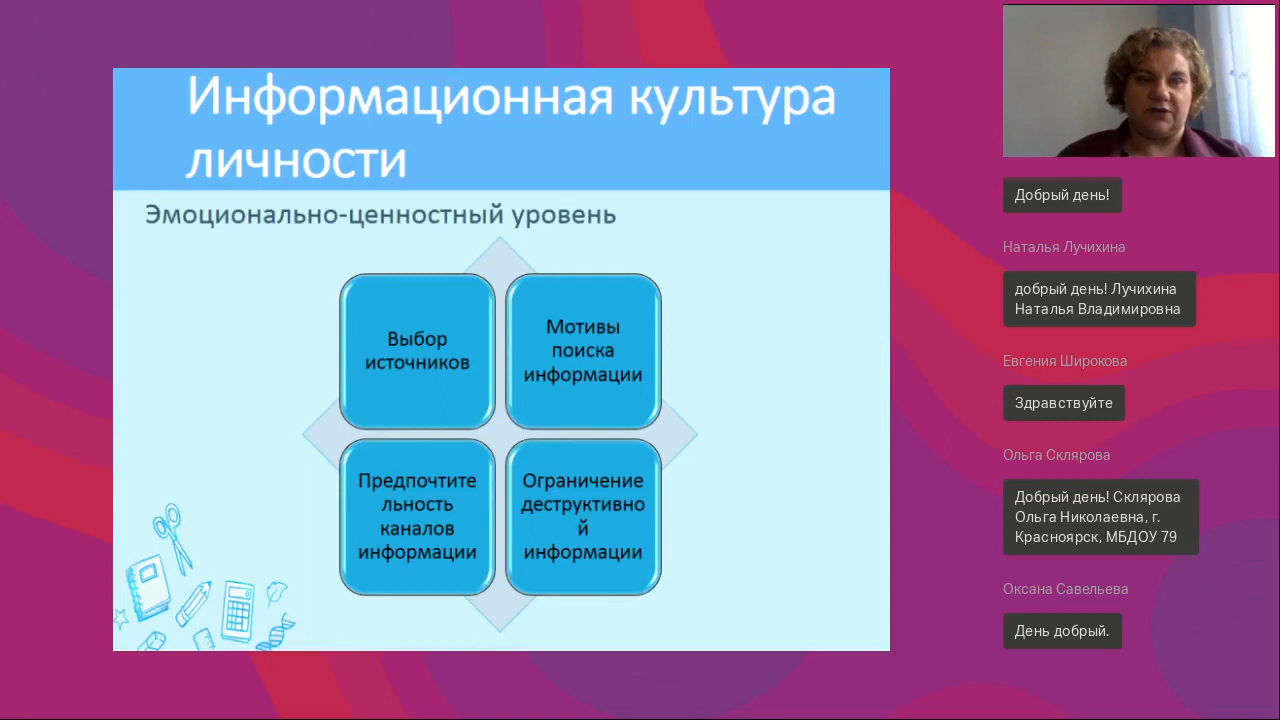 Информационная культура
личности
Эмоционально-ценностный уровень
Выбор
источников
Мотивы
поиска
информации
Предпочтите
льность
каналов
информации
Ограничение
деструктивно
й
информации
Добрый день!
Наталья Лучихина
добрый день! Лучихина
Наталья Владимировна
Евгения Широкова
Здравствуйте
Ольга Склярова
Добрый день! Склярова
Ольга Николаевна, г.
Красноярск, МБДОУ 79
Оксана Савельева
День добрый.